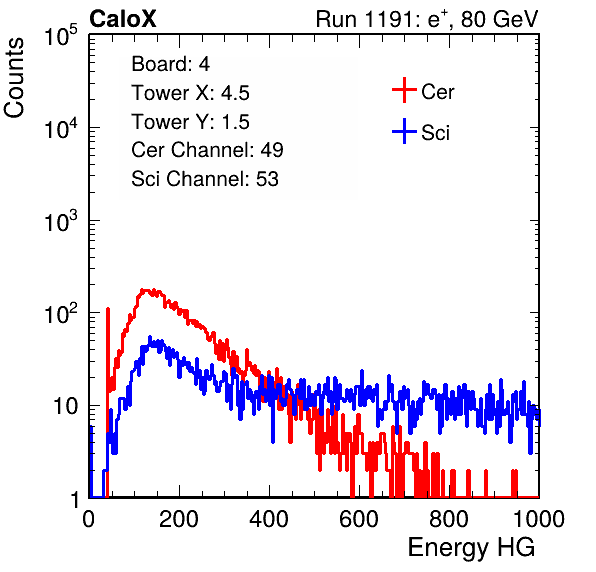 CaloX Run 1191: e⁺, 80 GeV
Counts
10⁵
10⁴
10³
10²
10
1
Board: 4
Tower X: 4.5
Tower Y: 1.5
Cer Channel: 49
Sci Channel: 53
Cer
Sci
0 200 400 600 800 1000
Energy HG